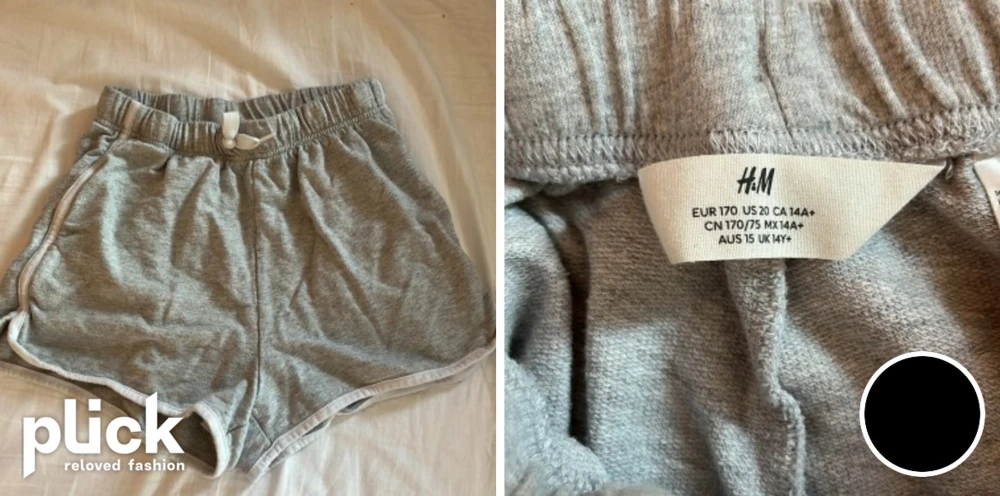 plick
reloved fashion
H&M
EUR 170 US 20 CA 14A+
CN 170/75 MX 14A+
AUS 15 UK 14Y+